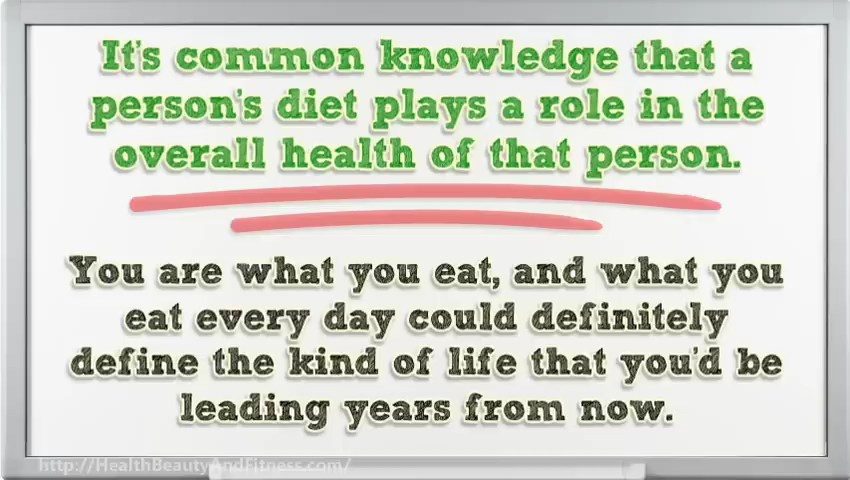 It's common knowledge that a
person's diet plays a role in the
overall health of that person.
You are what you eat, and what you
eat every day could definitely
define the kind of life that you'd be
leading years from now.
http://HealthBeautyAndFitness.com/